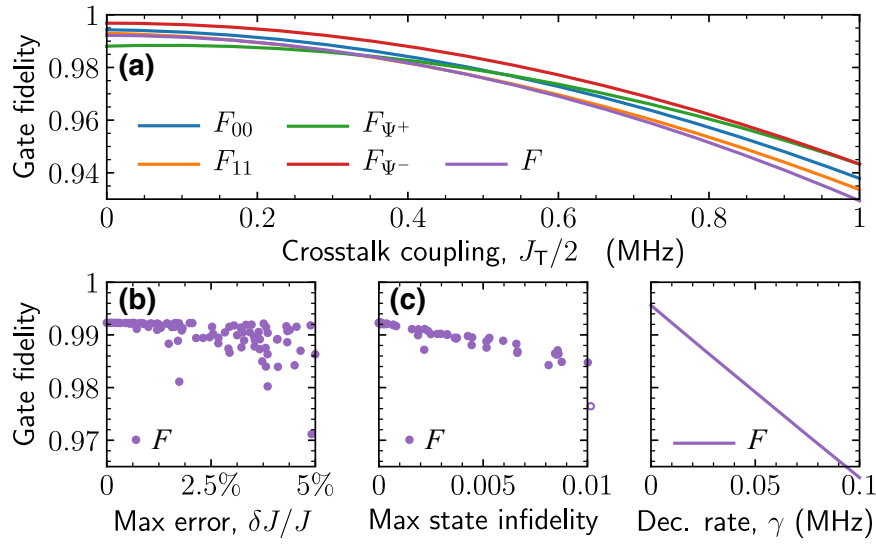 1
0.98
0.96
0.94
Gate fidelity
(a)
F₀₀ F_Ψ⁺
F₁₁ F_Ψ⁻ F
0 0.2 0.4 0.6 0.8 1
Crosstalk coupling, J_T/2 (MHz)
1
0.99
0.98
0.97
Gate fidelity
(b) (c)
F F F
0 2.5% 5% 0 0.005 0.01 0 0.05 0.1
Max error, δJ/J Max state infidelity Dec. rate, γ (MHz)